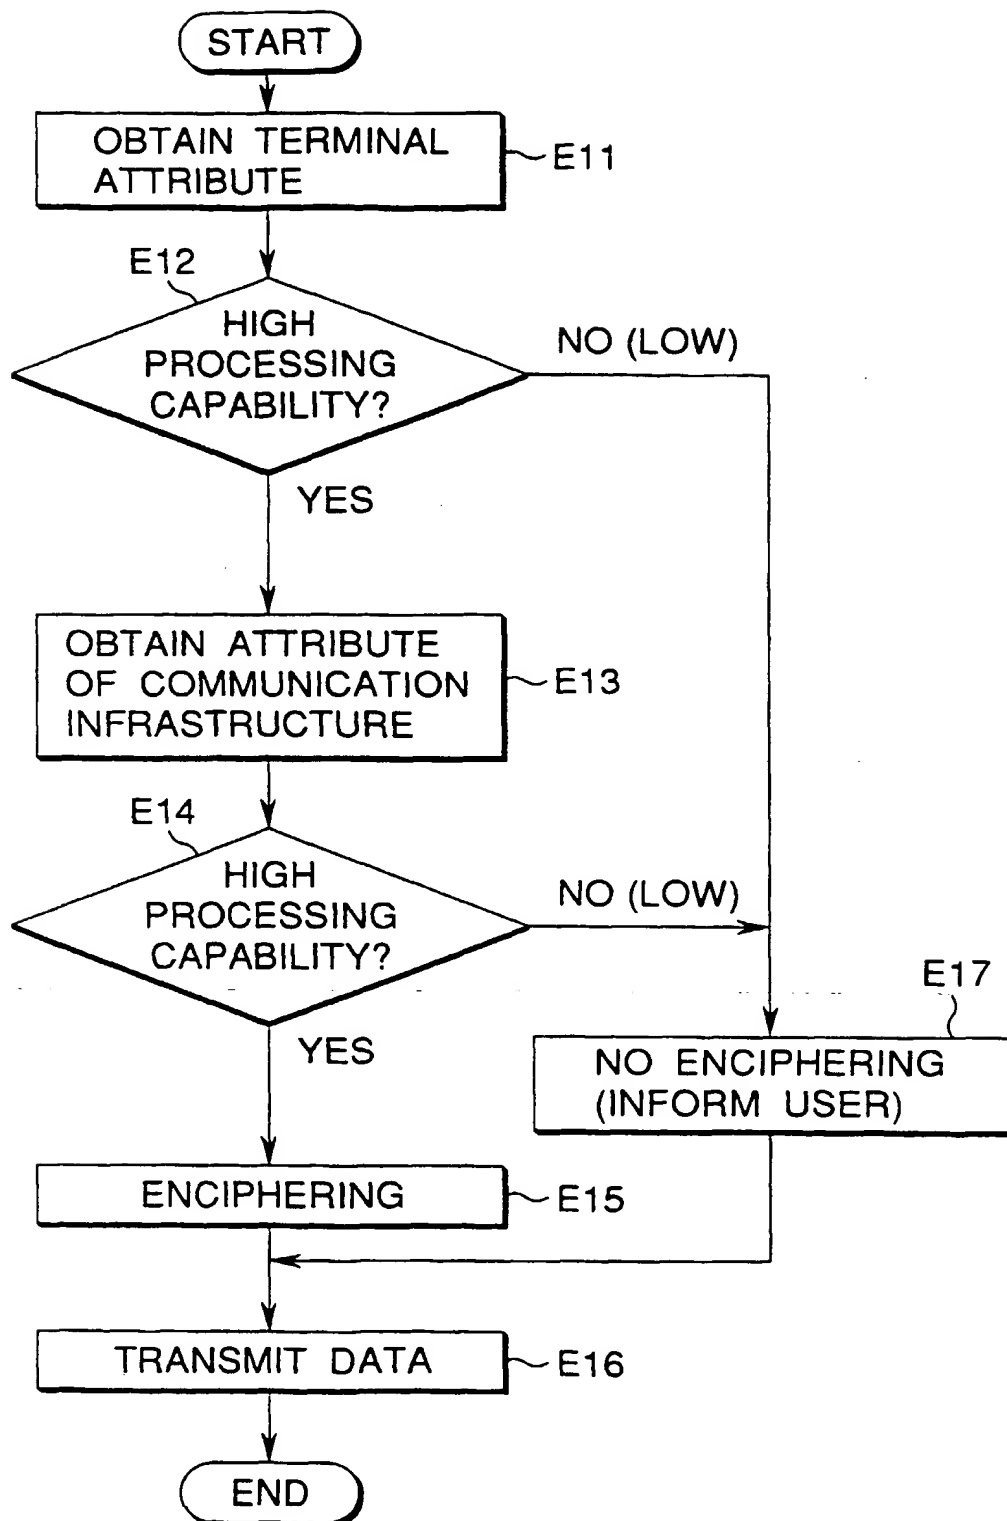 START
OBTAIN TERMINAL
ATTRIBUTE
E11
E12
HIGH
PROCESSING
CAPABILITY?
NO (LOW)
YES
OBTAIN ATTRIBUTE
OF COMMUNICATION
INFRASTRUCTURE
E13
E14
HIGH
PROCESSING
CAPABILITY?
NO (LOW)
YES
E17
NO ENCIPHERING
(INFORM USER)
ENCIPHERING
E15
TRANSMIT DATA
E16
END